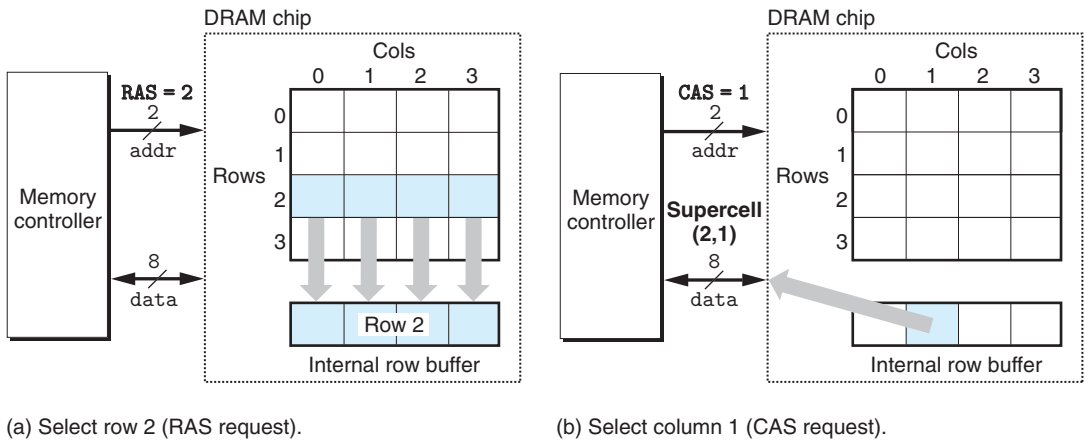 DRAM chip
Cols
0 1 2 3
RAS = 2
2
addr
Memory
controller
Rows
0
1
2
3
8
data
Row 2
Internal row buffer
(a) Select row 2 (RAS request).
DRAM chip
Cols
0 1 2 3
CAS = 1
2
addr
Memory
controller
Supercell
(2,1)
Rows
0
1
2
3
8
data
Internal row buffer
(b) Select column 1 (CAS request).